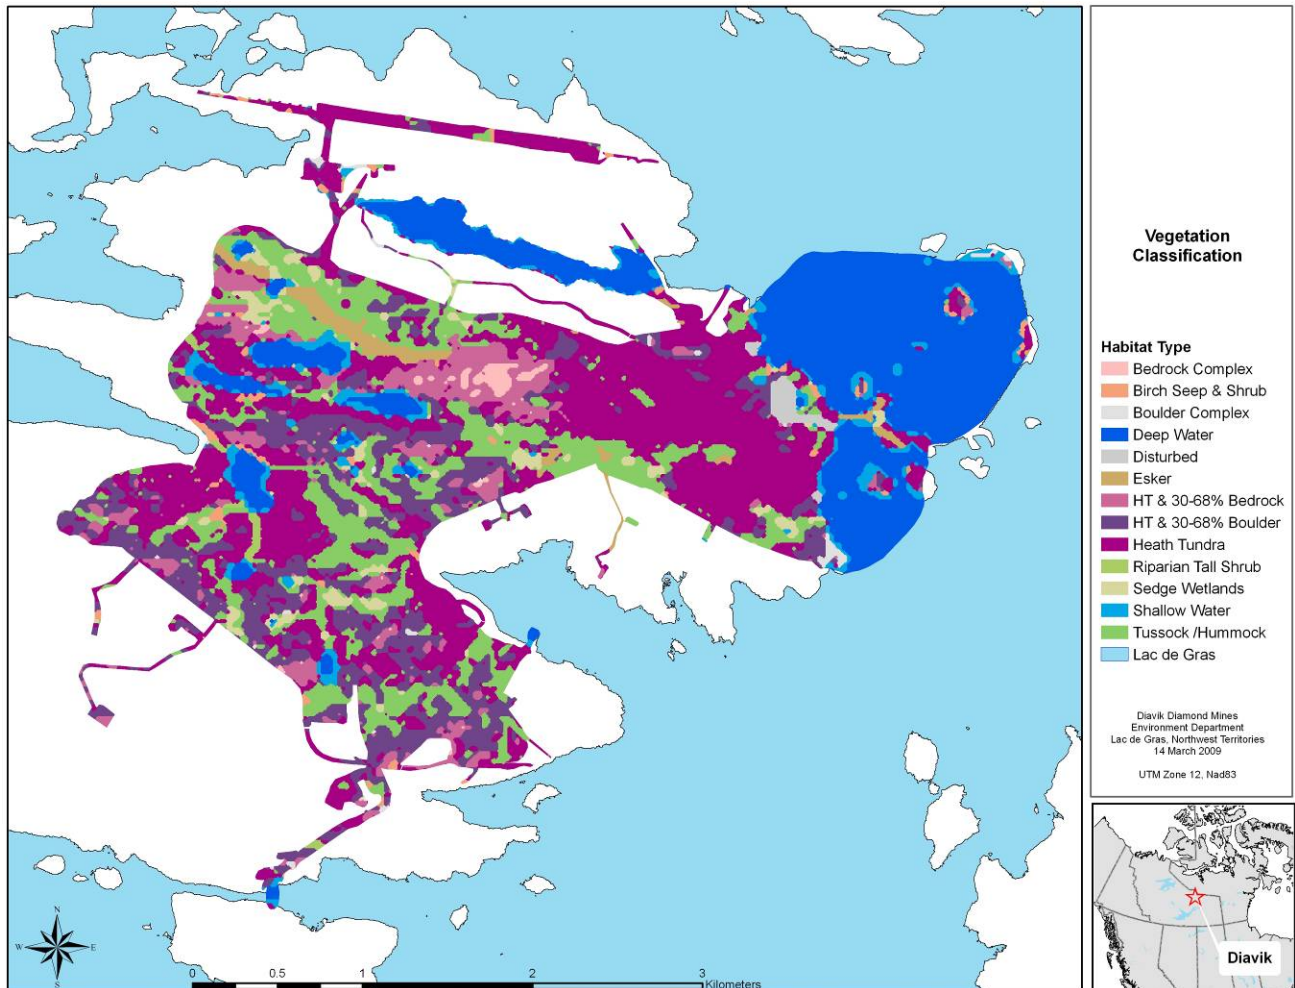 Vegetation
Classification
Habitat Type
Bedrock Complex
Birch Seep & Shrub
Boulder Complex
Deep Water
Disturbed
Esker
HT & 30-68% Bedrock
HT & 30-68% Boulder
Heath Tundra
Riparian Tall Shrub
Sedge Wetlands
Shallow Water
Tussock /Hummock
Lac de Gras
Diavik Diamond Mines
Environment Department
Lac de Gras, Northwest Territories
14 March 2009
UTM Zone 12, Nad83
N
W E
S
0 0.5 1 2 3
Kilometers
Diavik